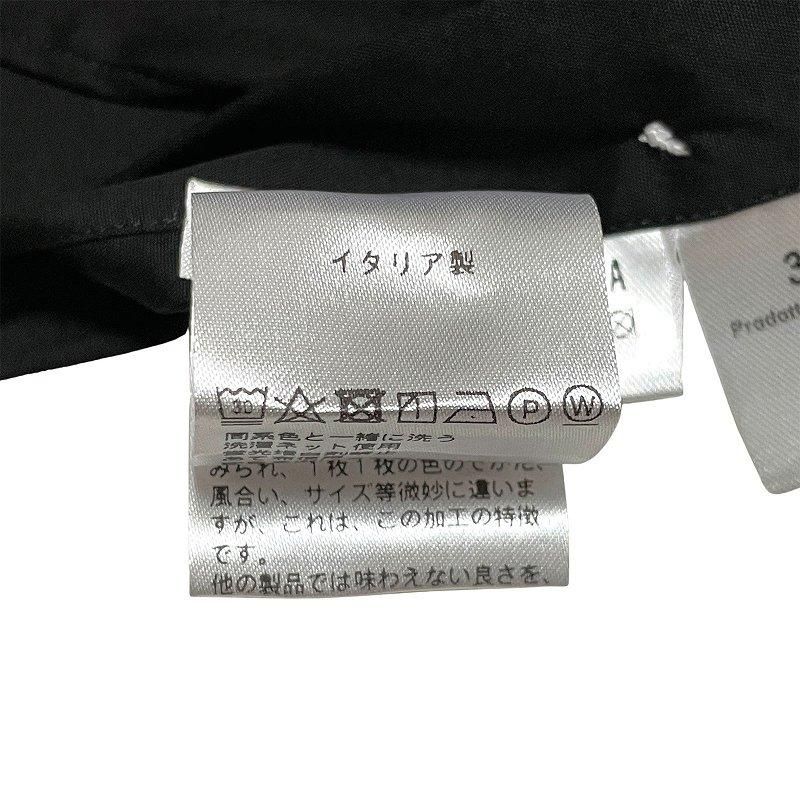 イタリア製
A
3
30
P
W
同系色と一緒に洗う
洗濯ネット使用
みられ、1枚1枚の色のでかた、
風合い、サイズ等微妙に違いま
すが、これは、この加工の特徴
です。
他の製品では味わえない良さを、